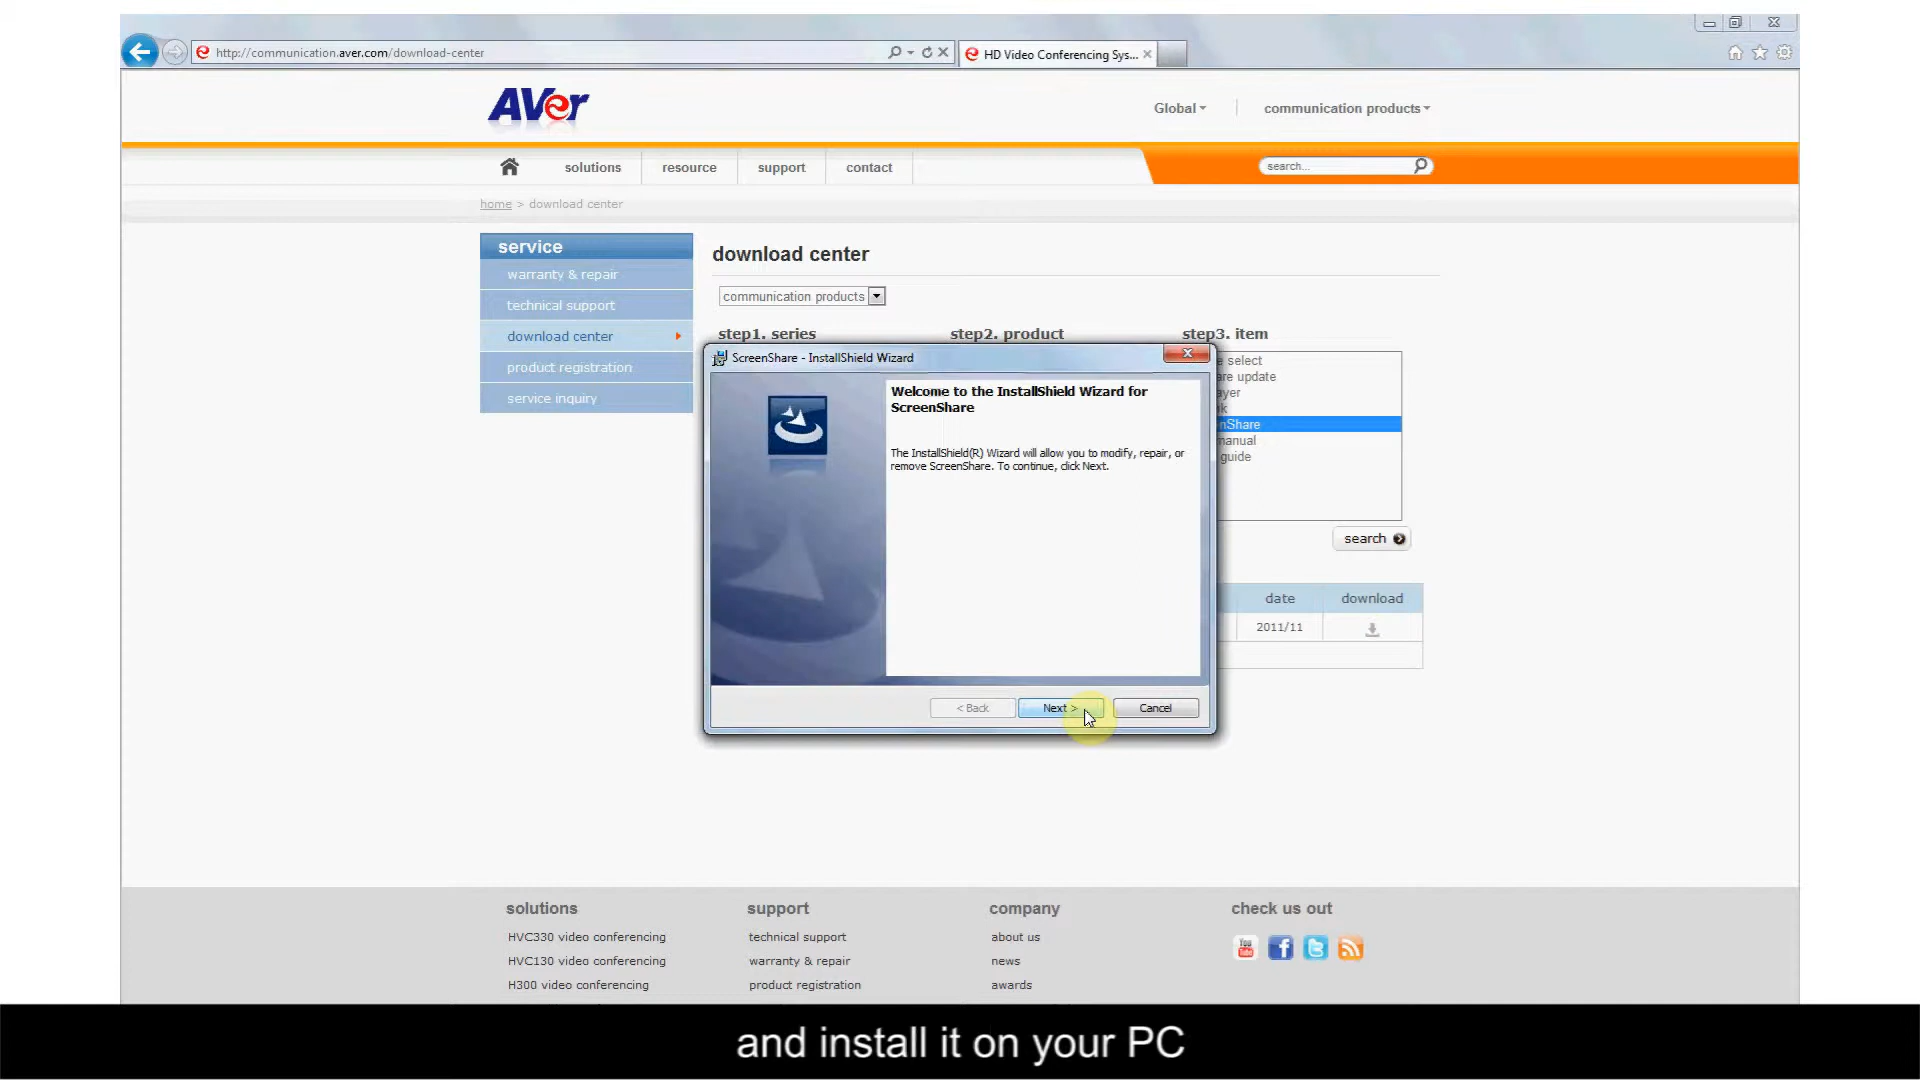 http://communication.aver.com/download-center
HD Video Conferencing Sys...
AVer
Global
communication products
solutions
resource
support
contact
search...
home > download center
service
warranty & repair
technical support
download center
product registration
service inquiry
download center
communication products
step1. series
step2. product
step3. item
select
update
nShare
manual
guide
search
date
download
2011/11
ScreenShare - InstallShield Wizard
Welcome to the InstallShield Wizard for
ScreenShare
The InstallShield(R) Wizard will allow you to modify, repair, or
remove ScreenShare. To continue, click Next.
< Back
Next >
Cancel
solutions
HVC330 video conferencing
HVC130 video conferencing
H300 video conferencing
support
technical support
warranty & repair
product registration
company
about us
news
awards
check us out
You Tube
and install it on your PC